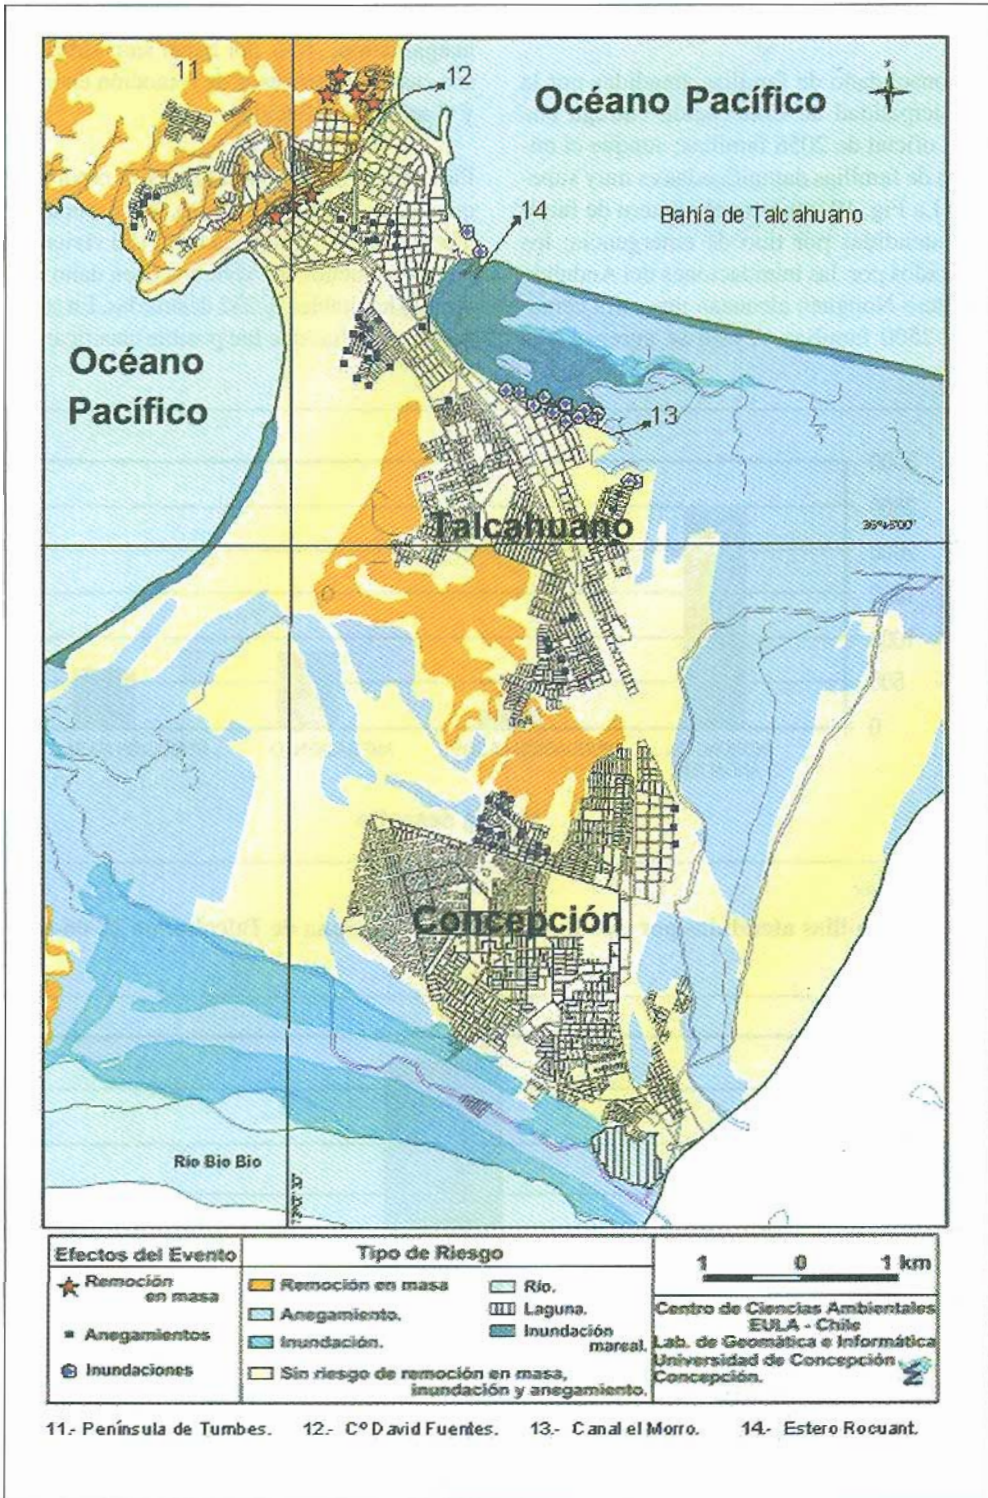 11
12
Océano Pacífico
14
Bahía de Talcahuano
Océano
Pacífico
13
Talcahuano
36°45'00"
Concepción
Río Bio Bio
Efectos del Evento
Remoción
en masa
Anegamientos
Inundaciones
Tipo de Riesgo
Remoción en masa
Anegamiento.
Inundación.
Río.
Laguna.
Inundación
mareal.
Sin riesgo de remoción en masa,
inundación y anegamiento.
1 0 1 km
Centro de Ciencias Ambientales
EULA - Chile
Lab. de Geomática e Informática
Universidad de Concepción
Concepción.
11.- Península de Tumbes. 12.- Cº David Fuentes. 13.- Canal el Morro. 14.- Estero Rocuant.